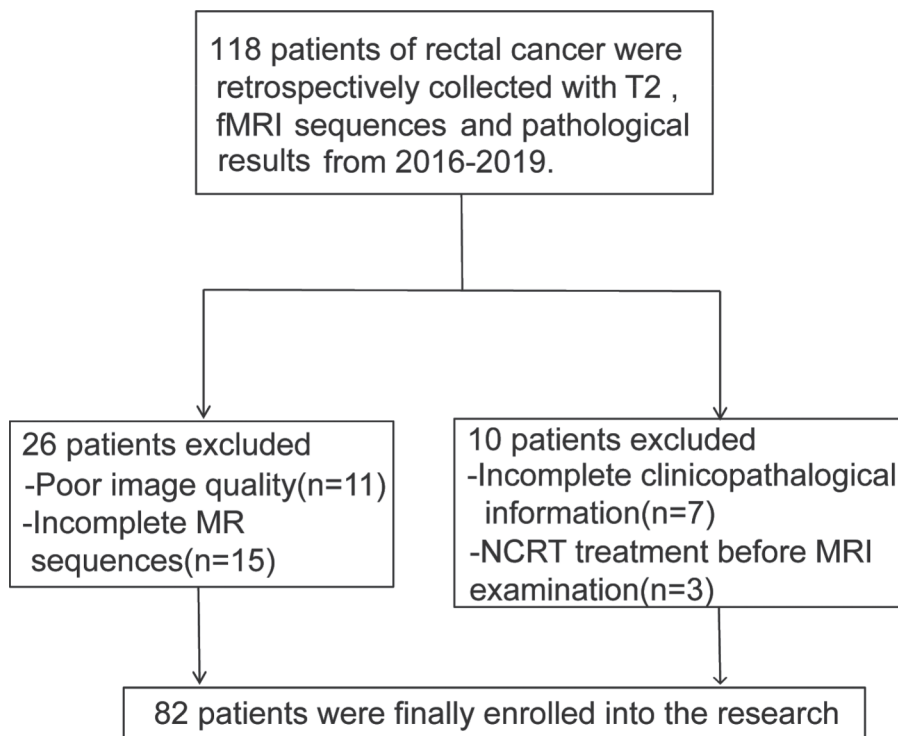 118 patients of rectal cancer were
retrospectively collected with T2 ,
fMRI sequences and pathological
results from 2016-2019.
26 patients excluded
-Poor image quality(n=11)
-Incomplete MR
sequences(n=15)
10 patients excluded
-Incomplete clinicopathalogical
information(n=7)
-NCRT treatment before MRI
examination(n=3)
82 patients were finally enrolled into the research